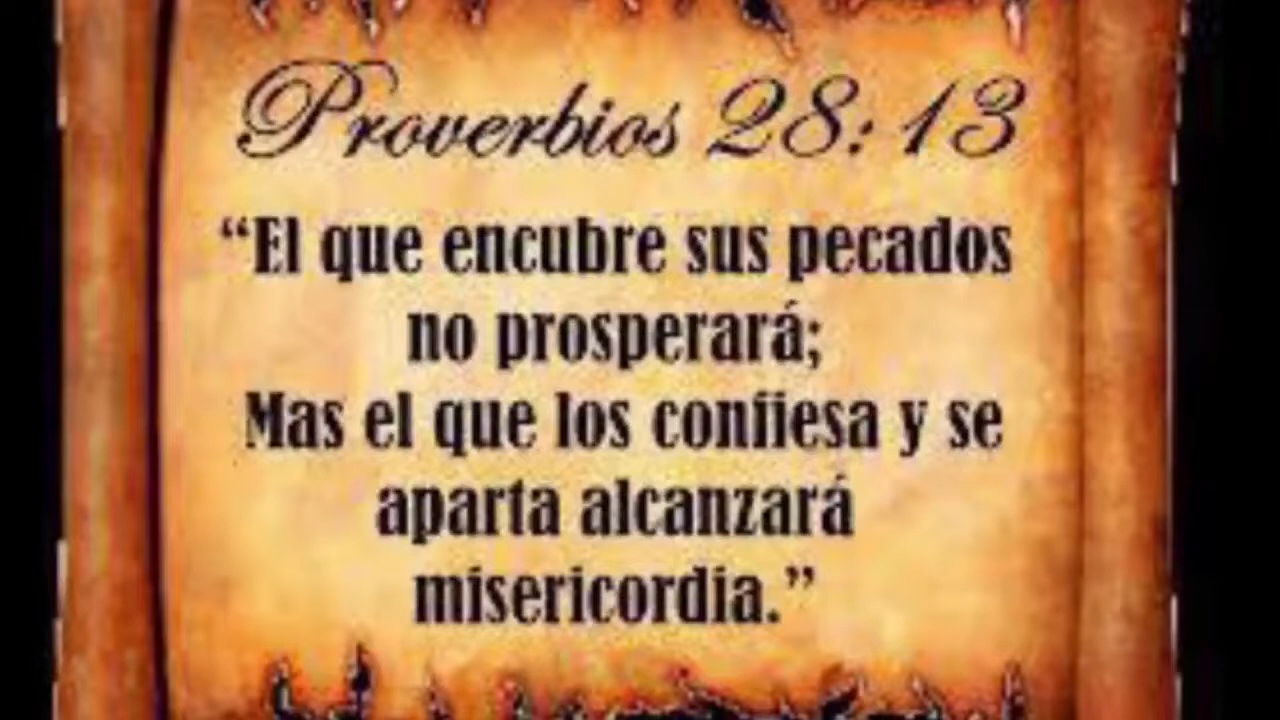 Proverbios 28:13
“El que encubre sus pecados
no prosperará;
Mas el que los confiesa y se
aparta alcanzará
misericordia.”